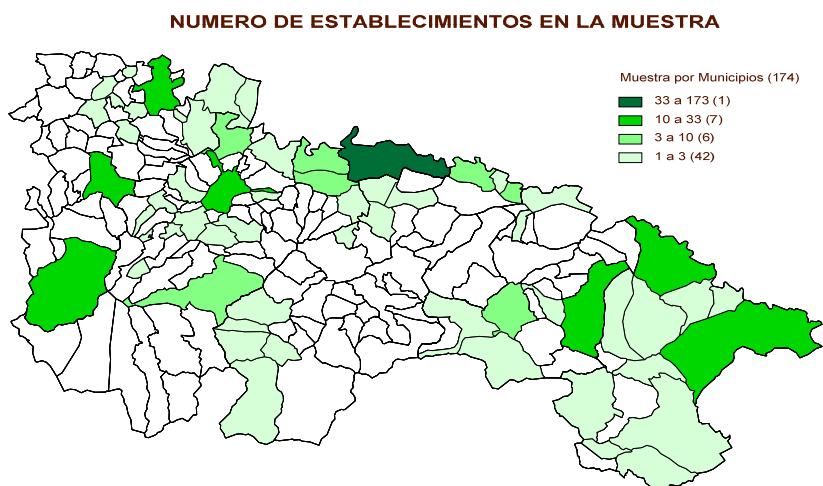 NUMERO DE ESTABLECIMIENTOS EN LA MUESTRA
Muestra por Municipios (174)
33 a 173 (1)
10 a 33 (7)
3 a 10 (6)
1 a 3 (42)